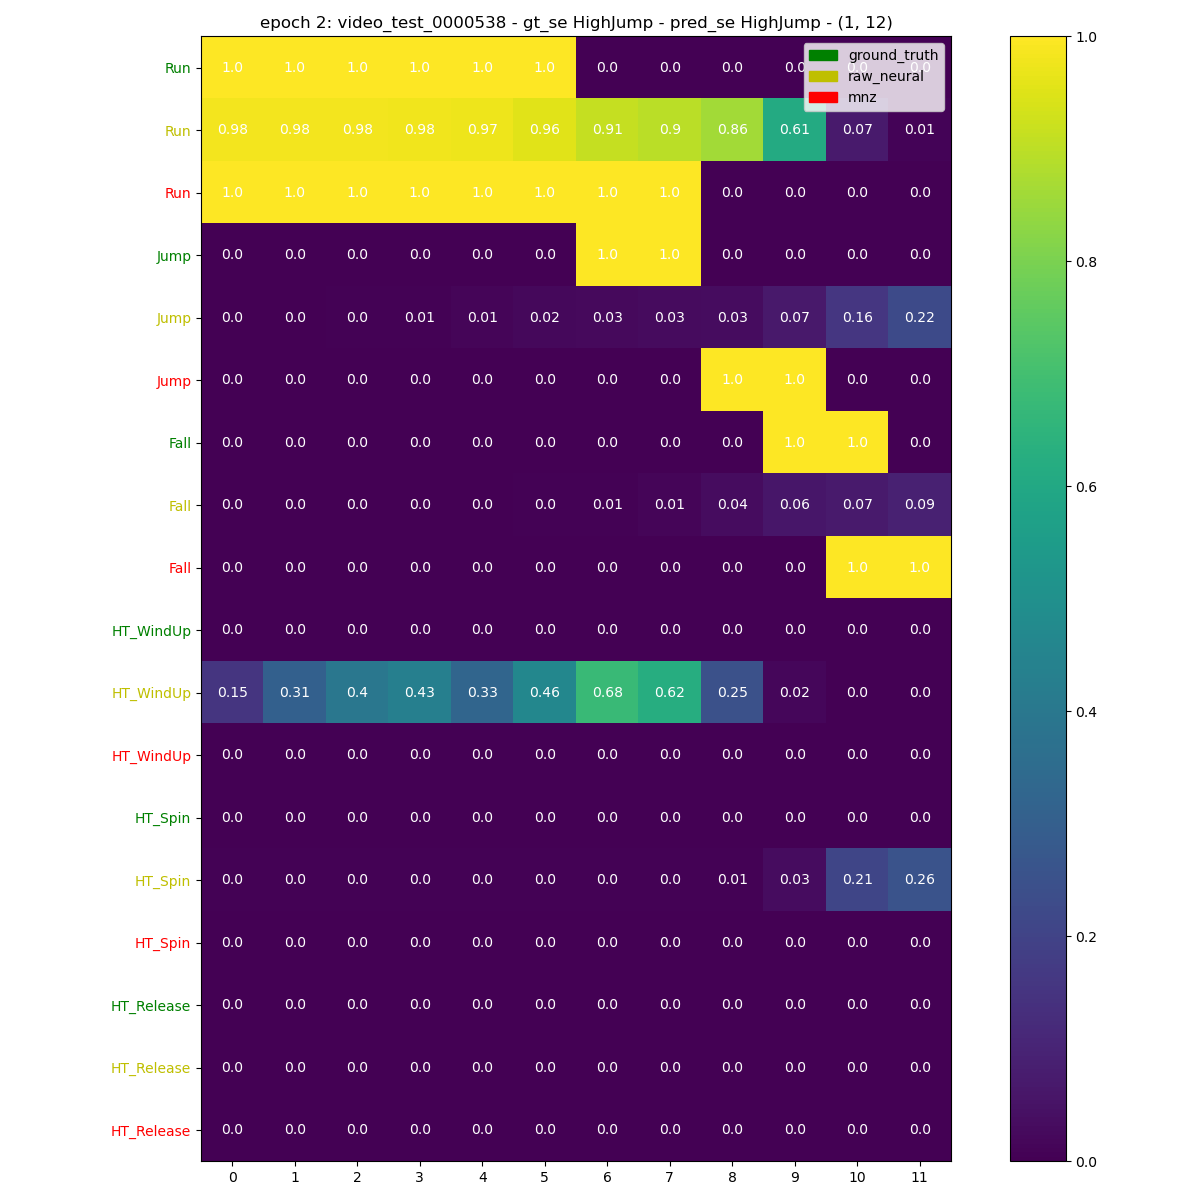 epoch 2: video_test_0000538 - gt_se HighJump - pred_se HighJump - (1, 12)
ground_truth
raw_neural
mnz
Run 1.0 1.0 1.0 1.0 1.0 1.0 0.0 0.0 0.0 0.0 0.0 0.0
Run 0.98 0.98 0.98 0.98 0.97 0.96 0.91 0.9 0.86 0.61 0.07 0.01
Run 1.0 1.0 1.0 1.0 1.0 1.0 1.0 1.0 0.0 0.0 0.0 0.0
Jump 0.0 0.0 0.0 0.0 0.0 0.0 1.0 1.0 0.0 0.0 0.0 0.0
Jump 0.0 0.0 0.0 0.01 0.01 0.02 0.03 0.03 0.03 0.07 0.16 0.22
Jump 0.0 0.0 0.0 0.0 0.0 0.0 0.0 0.0 1.0 1.0 0.0 0.0
Fall 0.0 0.0 0.0 0.0 0.0 0.0 0.0 0.0 0.0 1.0 1.0 0.0
Fall 0.0 0.0 0.0 0.0 0.0 0.0 0.01 0.01 0.04 0.06 0.07 0.09
Fall 0.0 0.0 0.0 0.0 0.0 0.0 0.0 0.0 0.0 0.0 1.0 1.0
HT_WindUp 0.0 0.0 0.0 0.0 0.0 0.0 0.0 0.0 0.0 0.0 0.0 0.0
HT_WindUp 0.15 0.31 0.4 0.43 0.33 0.46 0.68 0.62 0.25 0.02 0.0 0.0
HT_WindUp 0.0 0.0 0.0 0.0 0.0 0.0 0.0 0.0 0.0 0.0 0.0 0.0
HT_Spin 0.0 0.0 0.0 0.0 0.0 0.0 0.0 0.0 0.0 0.0 0.0 0.0
HT_Spin 0.0 0.0 0.0 0.0 0.0 0.0 0.0 0.0 0.01 0.03 0.21 0.26
HT_Spin 0.0 0.0 0.0 0.0 0.0 0.0 0.0 0.0 0.0 0.0 0.0 0.0
HT_Release 0.0 0.0 0.0 0.0 0.0 0.0 0.0 0.0 0.0 0.0 0.0 0.0
HT_Release 0.0 0.0 0.0 0.0 0.0 0.0 0.0 0.0 0.0 0.0 0.0 0.0
HT_Release 0.0 0.0 0.0 0.0 0.0 0.0 0.0 0.0 0.0 0.0 0.0 0.0
0 1 2 3 4 5 6 7 8 9 10 11
1.0
0.8
0.6
0.4
0.2
0.0